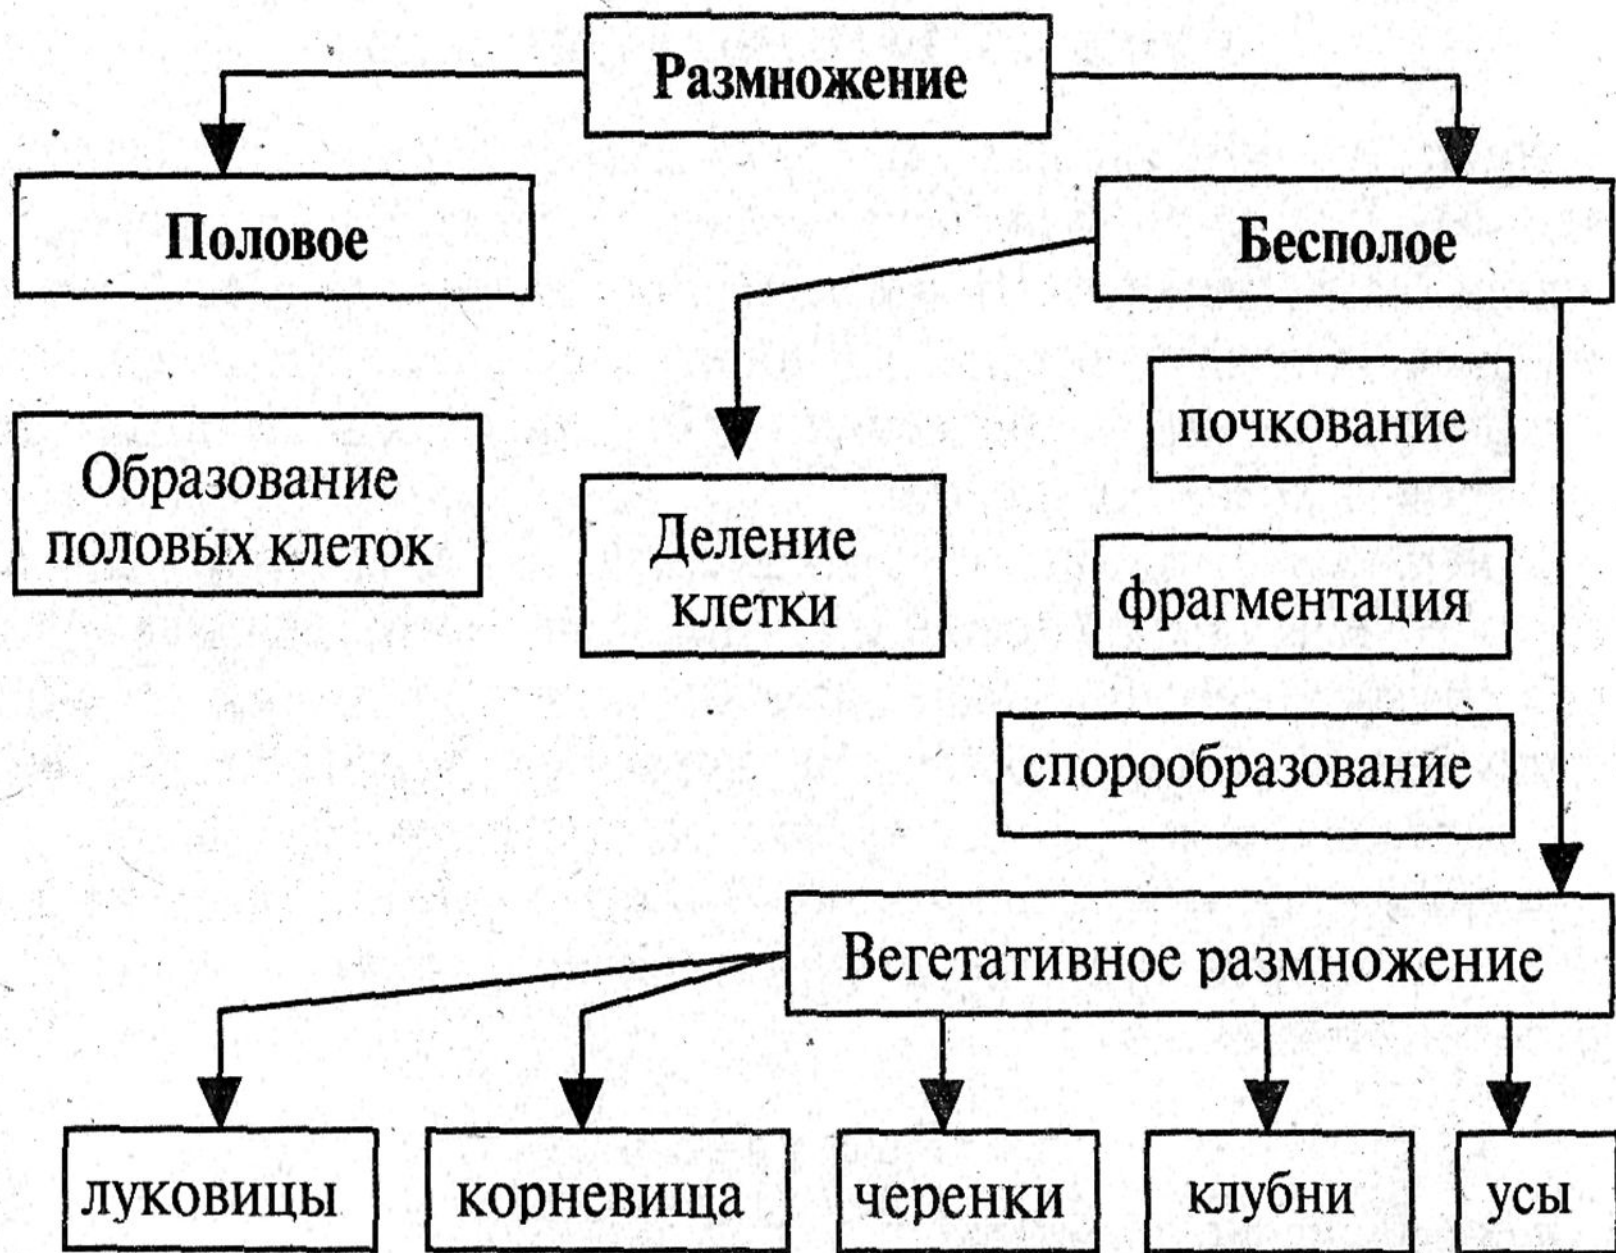 Размножение
Половое
Бесполое
почкование
Образование
половых клеток
Деление
клетки
фрагментация
спорообразование
Вегетативное размножение
луковицы
корневища
черенки
клубни
усы